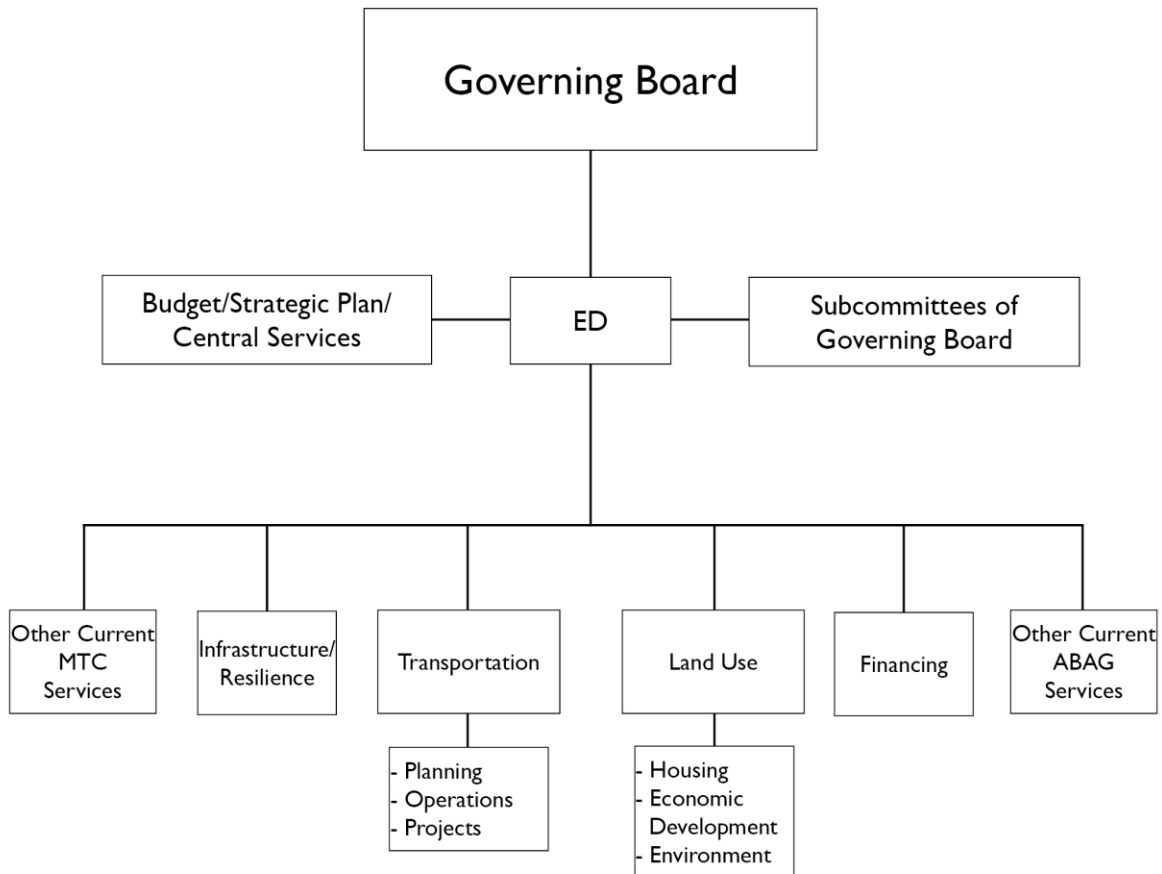 Governing Board
Budget/Strategic Plan/
Central Services
ED
Subcommittees of
Governing Board
Other Current
MTC
Services
Infrastructure/
Resilience
Transportation
Land Use
Financing
Other Current
ABAG
Services
- Planning
- Operations
- Projects
- Housing
- Economic
Development
- Environment